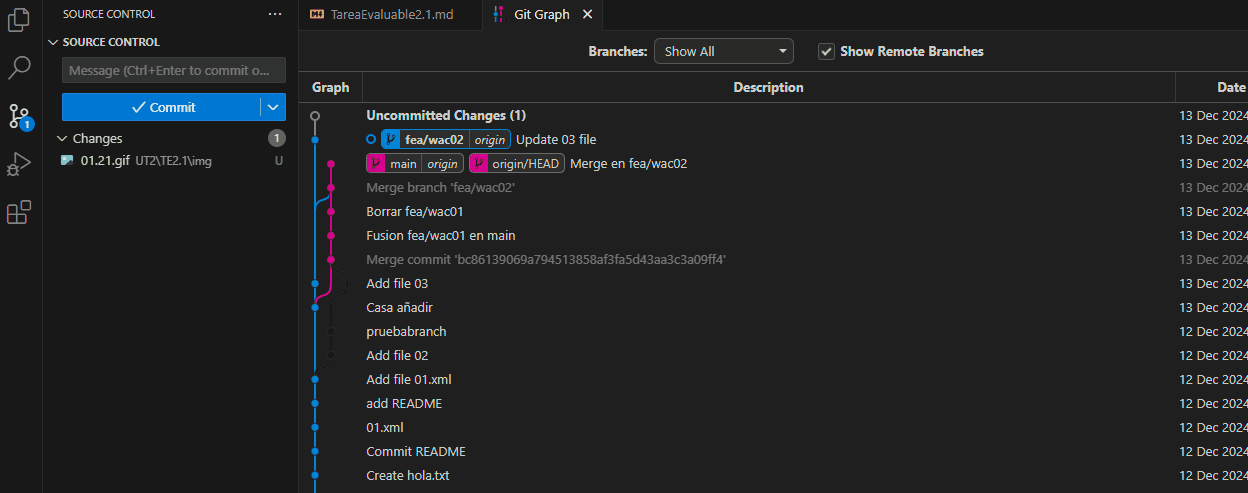 SOURCE CONTROL ...
SOURCE CONTROL
Message (Ctrl+Enter to commit o...
Commit
Changes 1
01.21.gif UT2\TE2.1\img U
1
TareaEvaluable2.1.md Git Graph
Branches: Show All Show Remote Branches
Graph Description Date
Uncommitted Changes (1) 13 Dec 2024
fea/wac02 origin Update 03 file 13 Dec 2024
main origin origin/HEAD Merge en fea/wac02 13 Dec 2024
Merge branch 'fea/wac02' 13 Dec 2024
Borrar fea/wac01 13 Dec 2024
Fusion fea/wac01 en main 13 Dec 2024
Merge commit 'bc86139069a794513858af3fa5d43aa3c3a09ff4' 13 Dec 2024
Add file 03 13 Dec 2024
Casa añadir 13 Dec 2024
pruebabranch 12 Dec 2024
Add file 02 12 Dec 2024
Add file 01.xml 12 Dec 2024
add README 12 Dec 2024
01.xml 12 Dec 2024
Commit README 12 Dec 2024
Create hola.txt 12 Dec 2024